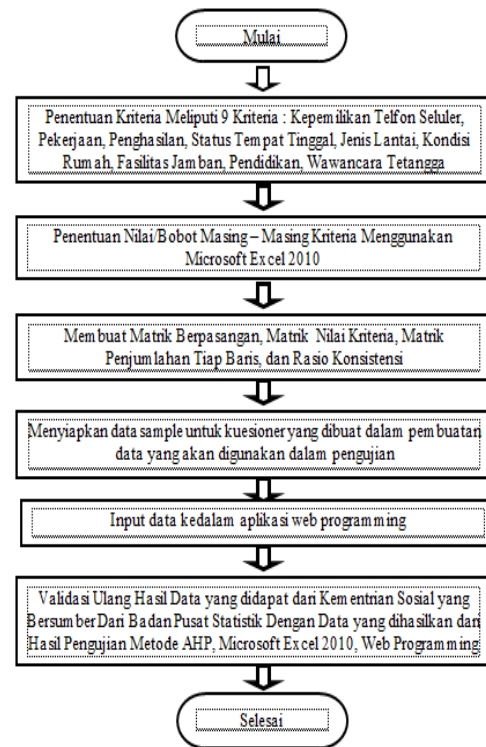 Mulai
Penentuan Kriteria Meliputi 9 Kriteria : Kepemilikan Telfon Seluler,
Pekerjaan, Penghasilan, Status Tempat Tinggal, Jenis Lantai, Kondisi
Rumah, Fasilitas Jamban, Pendidikan, Wawancara Tetangga
Penentuan Nilai/Bobot Masing – Masing Kriteria Menggunakan
Microsoft Excel 2010
Membuat Matrik Berpasangan, Matrik Nilai Kriteria, Matrik
Penjumlahan Tiap Baris, dan Rasio Konsistensi
Menyiapkan data sample untuk kuesioner yang dibuat dalam pembuatan
data yang akan digunakan dalam pengujian
Input data kedalam aplikasi web programming
Validasi Ulang Hasil Data yang didapat dari Kementrian Sosial yang
Bersumber Dari Badan Pusat Statistik Dengan Data yang dihasilkan dari
Hasil Pengujian Metode AHP, Microsoft Excel 2010, Web Programming
Selesai